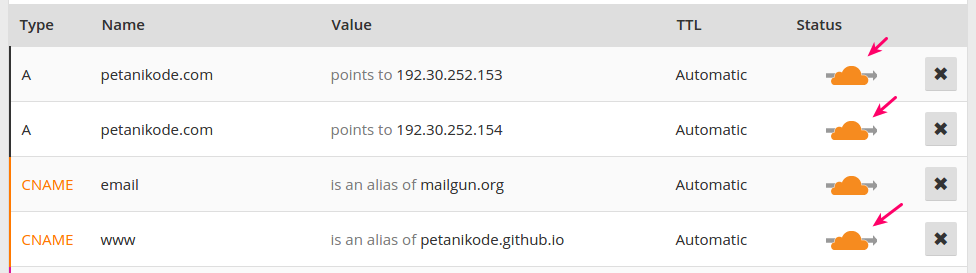 Type Name Value TTL Status
A petanikode.com points to 192.30.252.153 Automatic
A petanikode.com points to 192.30.252.154 Automatic
CNAME email is an alias of mailgun.org Automatic
CNAME www is an alias of petanikode.github.io Automatic